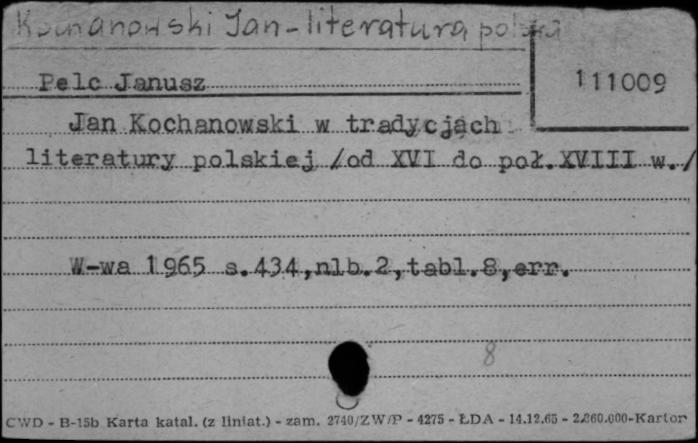 Kochanowski Jan - literatura polska
Pelc Janusz
111009
Jan Kochanowski w tradycjach
literatury polskiej /od XVI do poł.XVIII w./
W-wa 1965 s.434,nlb.2,tabl.8,err.
8
CWD - B-15b Karta katal. (z liniat.) - zam. 2740/ZW/P - 4275 - ŁDA - 14.12.65 - 2.860.000-Karton